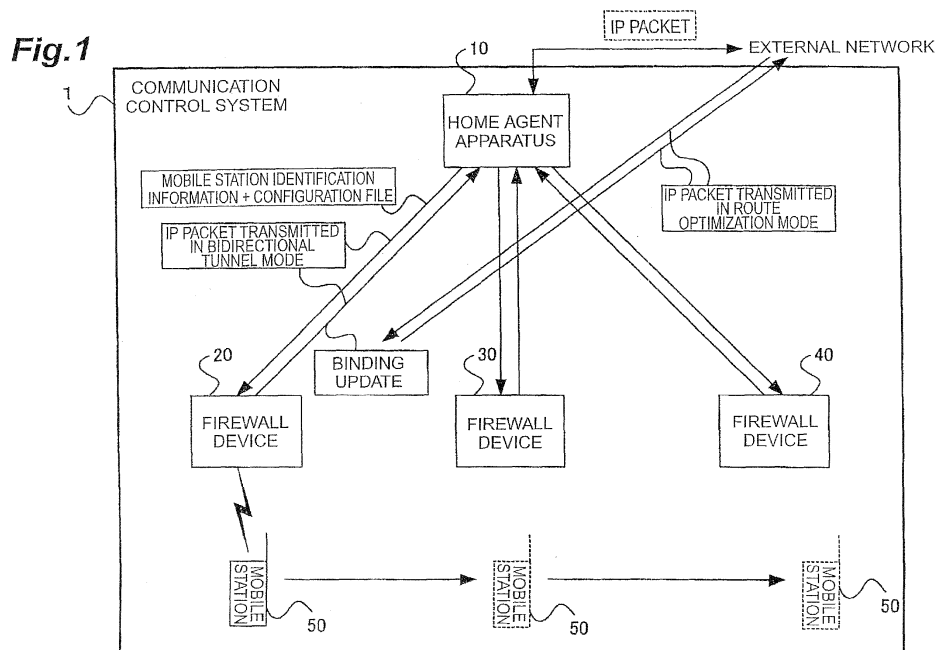 Fig.1
IP PACKET
EXTERNAL NETWORK
10
1
COMMUNICATION
CONTROL SYSTEM
HOME AGENT
APPARATUS
MOBILE STATION IDENTIFICATION
INFORMATION + CONFIGURATION FILE
IP PACKET TRANSMITTED
IN ROUTE
OPTIMIZATION MODE
IP PACKET TRANSMITTED
IN BIDIRECTIONAL
TUNNEL MODE
BINDING
UPDATE
20
30
40
FIREWALL
DEVICE
FIREWALL
DEVICE
FIREWALL
DEVICE
MOBILE
STATION
50
MOBILE
STATION
50
MOBILE
STATION
50